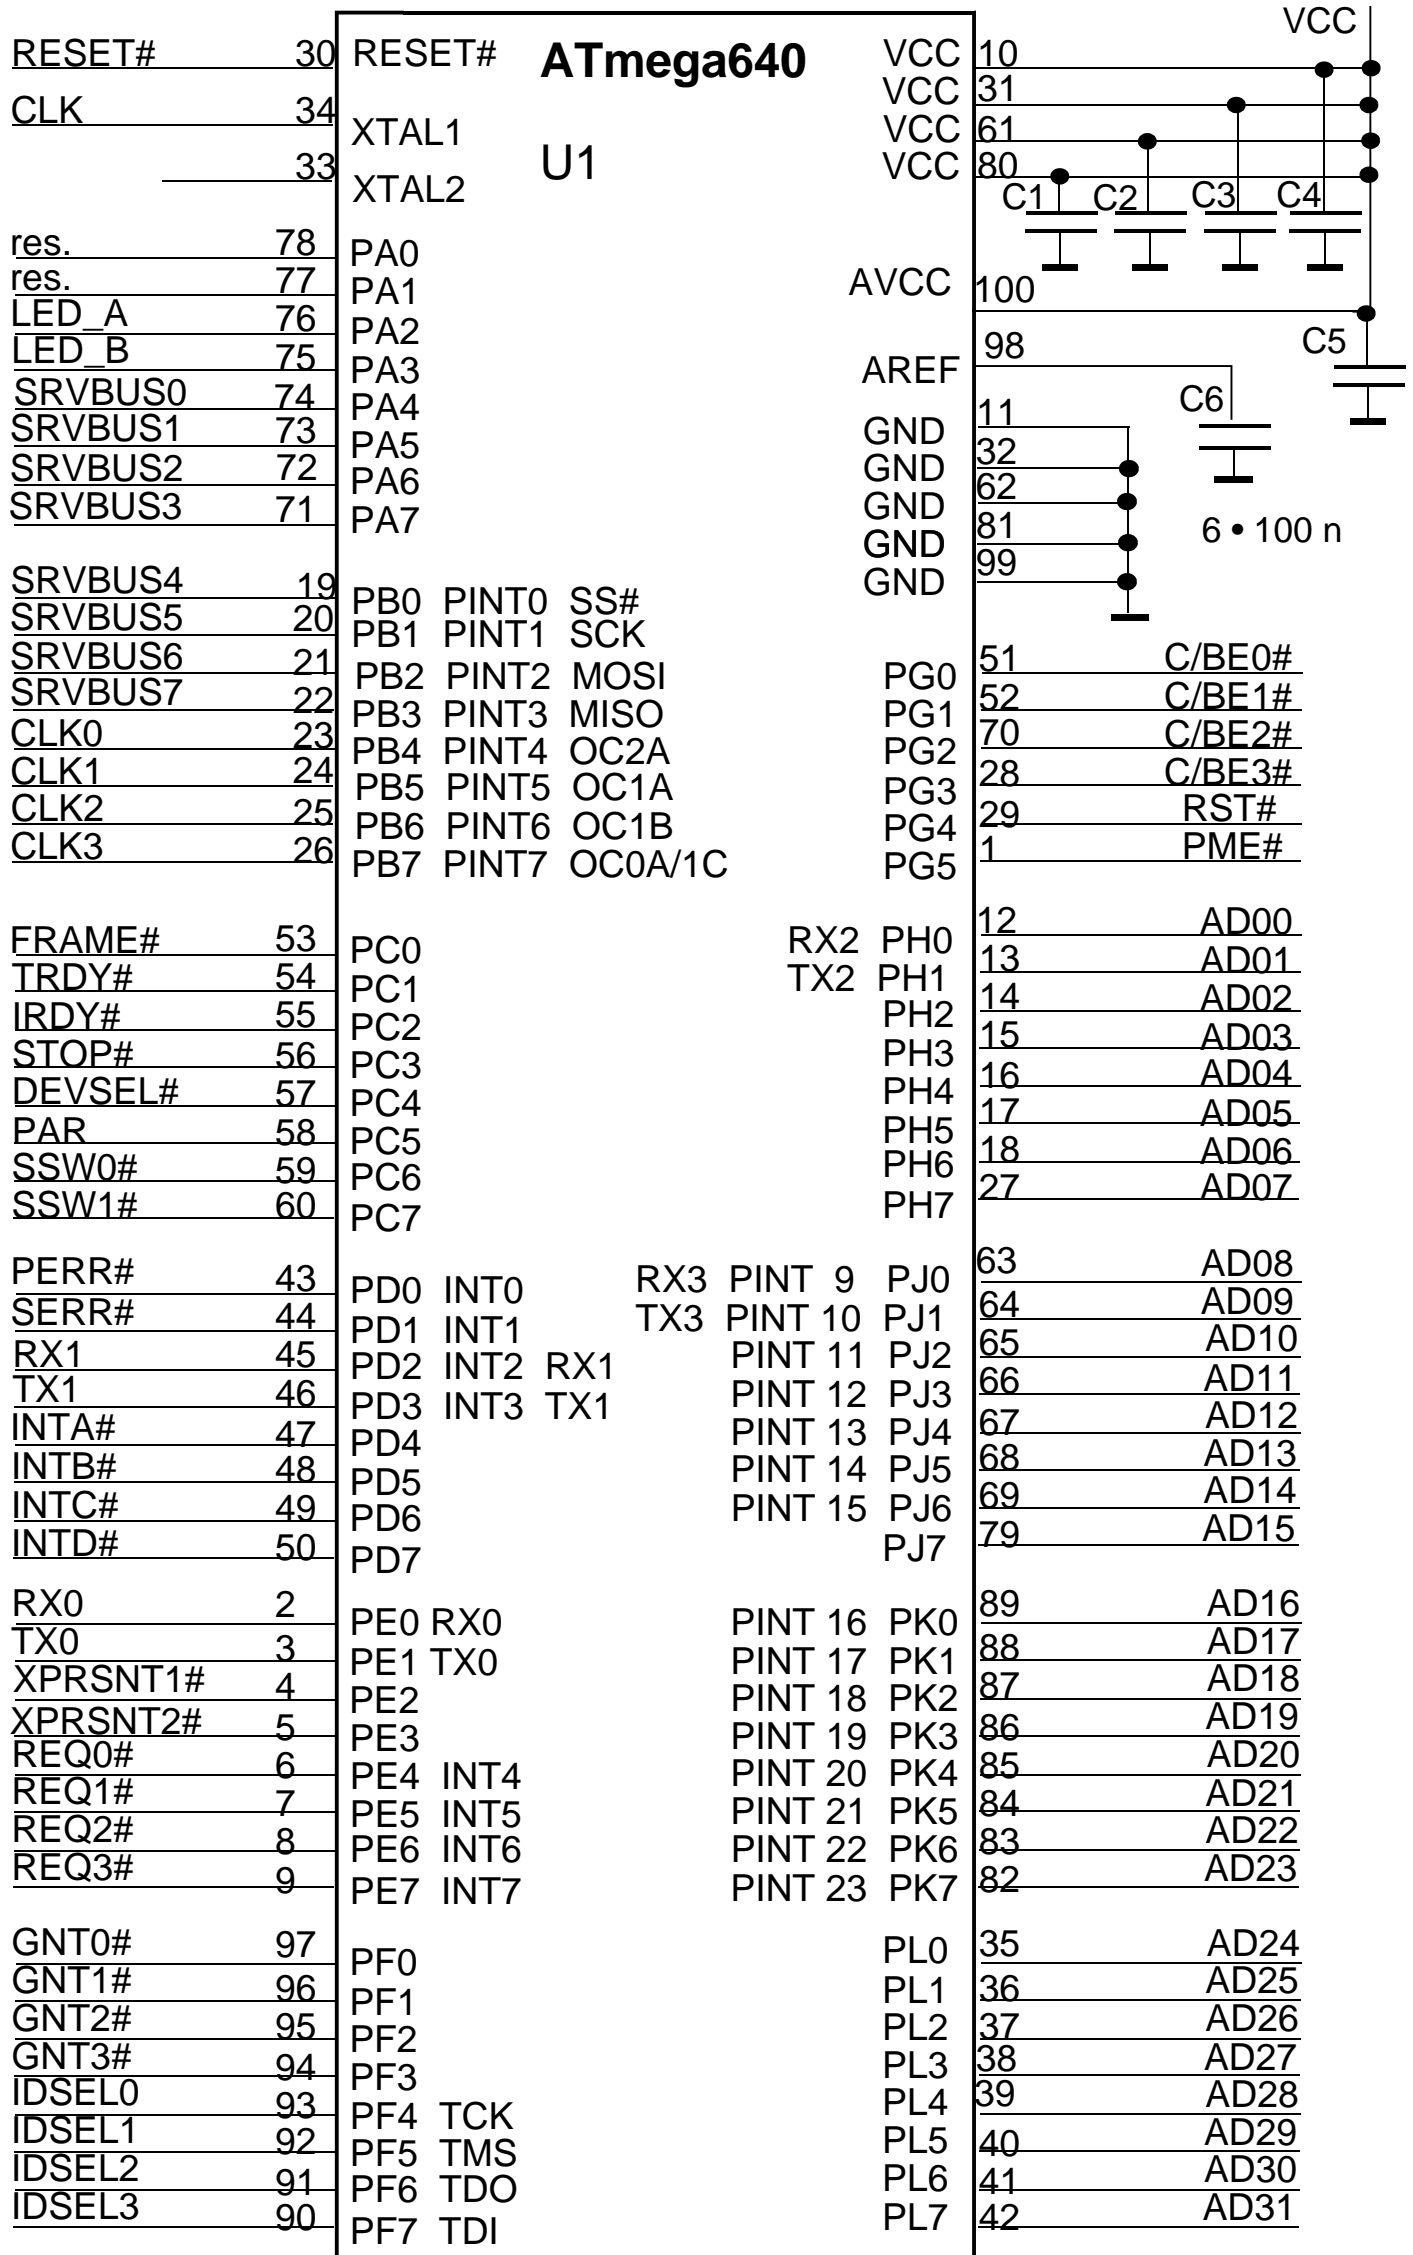 VCC
RESET# 30 RESET# ATmega640 VCC 10
VCC 31
CLK 34 XTAL1 VCC 61
33 XTAL2 U1 VCC 80
C1 C2 C3 C4
res. 78 PA0
res. 77 PA1 AVCC 100
LED_A 76 PA2
LED_B 75 PA3 AREF 98 C5
SRVBUS0 74 PA4 C6
SRVBUS1 73 PA5 GND 11
SRVBUS2 72 PA6 GND 32
SRVBUS3 71 PA7 GND 62
GND 81 6 • 100 n
GND 99
SRVBUS4 19 PB0 PINT0 SS#
SRVBUS5 20 PB1 PINT1 SCK
SRVBUS6 21 PB2 PINT2 MOSI PG0 51 C/BE0#
SRVBUS7 22 PB3 PINT3 MISO PG1 52 C/BE1#
CLK0 23 PB4 PINT4 OC2A PG2 70 C/BE2#
CLK1 24 PB5 PINT5 OC1A PG3 28 C/BE3#
CLK2 25 PB6 PINT6 OC1B PG4 29 RST#
CLK3 26 PB7 PINT7 OC0A/1C PG5 1 PME#
FRAME# 53 PC0 RX2 PH0 12 AD00
TRDY# 54 PC1 TX2 PH1 13 AD01
IRDY# 55 PC2 PH2 14 AD02
STOP# 56 PC3 PH3 15 AD03
DEVSEL# 57 PC4 PH4 16 AD04
PAR 58 PC5 PH5 17 AD05
SSW0# 59 PC6 PH6 18 AD06
SSW1# 60 PC7 PH7 27 AD07
PERR# 43 PD0 INT0 RX3 PINT 9 PJ0 63 AD08
SERR# 44 PD1 INT1 TX3 PINT 10 PJ1 64 AD09
RX1 45 PD2 INT2 RX1 PINT 11 PJ2 65 AD10
TX1 46 PD3 INT3 TX1 PINT 12 PJ3 66 AD11
INTA# 47 PD4 PINT 13 PJ4 67 AD12
INTB# 48 PD5 PINT 14 PJ5 68 AD13
INTC# 49 PD6 PINT 15 PJ6 69 AD14
INTD# 50 PD7 PJ7 79 AD15
RX0 2 PE0 RX0 PINT 16 PK0 89 AD16
TX0 3 PE1 TX0 PINT 17 PK1 88 AD17
XPRSNT1# 4 PE2 PINT 18 PK2 87 AD18
XPRSNT2# 5 PE3 PINT 19 PK3 86 AD19
REQ0# 6 PE4 INT4 PINT 20 PK4 85 AD20
REQ1# 7 PE5 INT5 PINT 21 PK5 84 AD21
REQ2# 8 PE6 INT6 PINT 22 PK6 83 AD22
REQ3# 9 PE7 INT7 PINT 23 PK7 82 AD23
GNT0# 97 PF0 PL0 35 AD24
GNT1# 96 PF1 PL1 36 AD25
GNT2# 95 PF2 PL2 37 AD26
GNT3# 94 PF3 PL3 38 AD27
IDSEL0 93 PF4 TCK PL4 39 AD28
IDSEL1 92 PF5 TMS PL5 40 AD29
IDSEL2 91 PF6 TDO PL6 41 AD30
IDSEL3 90 PF7 TDI PL7 42 AD31